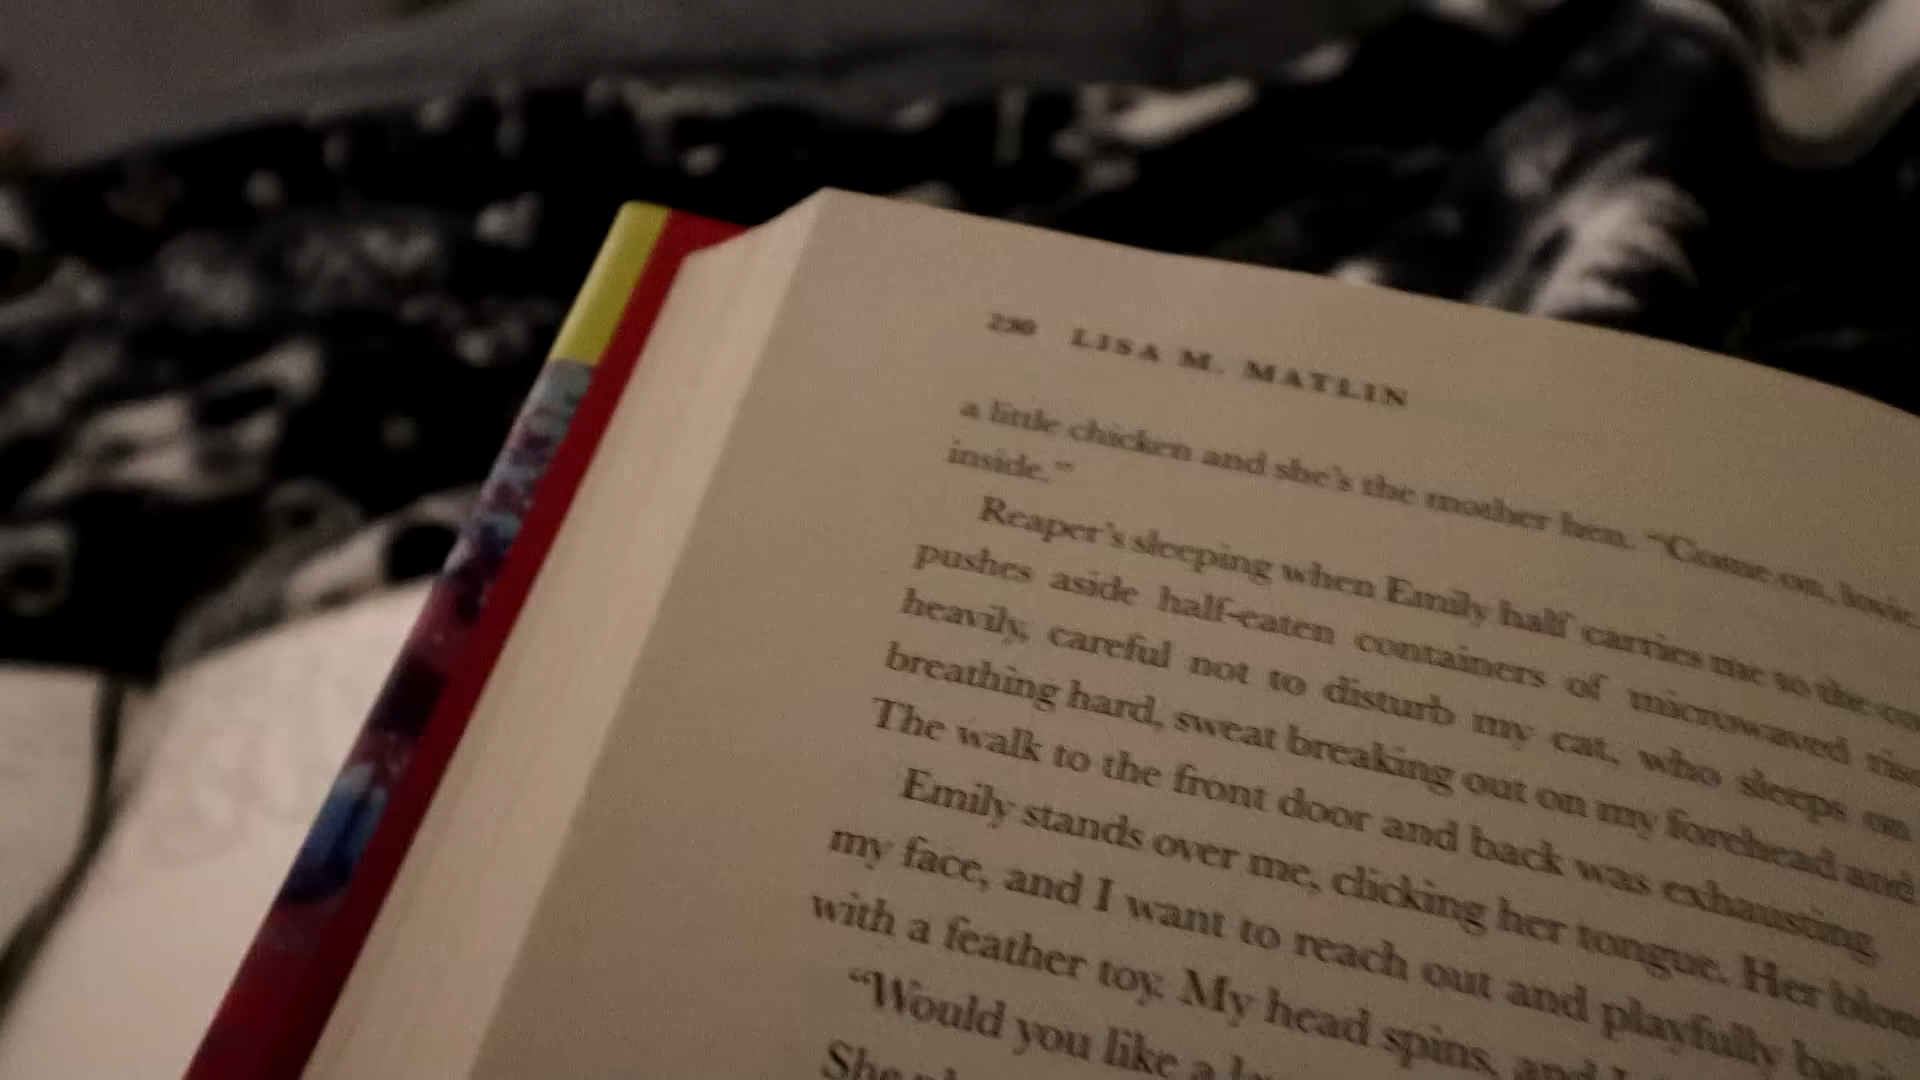 230 LISA M. MATLIN
a little chicken and she's the mother hen. "Come on, lovie,
inside."
Reaper's sleeping when Emily half carries me to the
pushes aside half-eaten containers of microwaved
heavily, careful not to disturb my cat, who sleeps on
breathing hard, sweat breaking out on my forehead and
The walk to the front door and back was exhausting
Emily stands over me, clicking her tongue. Her
my face, and I want to reach out and playfully bat
with a feather toy. My head spins, and I
"Would you like a
She